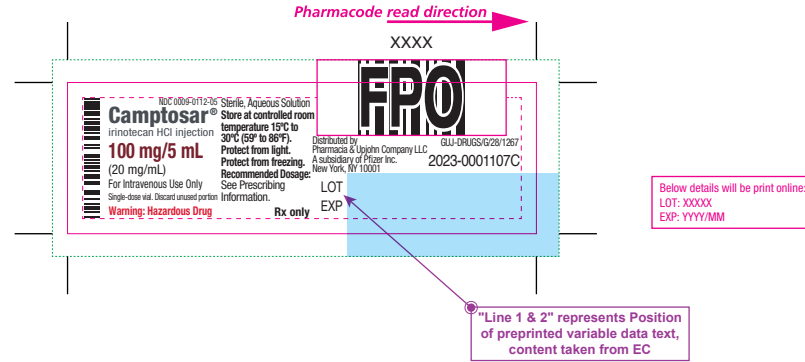 Pharmacode read direction
XXXX
FPO
NDC 0009-0112-05
Camptosar®
irinotecan HCl injection
100 mg/5 mL
(20 mg/mL)
For Intravenous Use Only
Single-dose vial. Discard unused portion
Warning: Hazardous Drug
Sterile, Aqueous Solution
Store at controlled room
temperature 15ºC to
30ºC (59º to 86ºF).
Protect from light.
Protect from freezing.
Recommended Dosage:
See Prescribing
Information.
Rx only
Distributed by
Pharmacia & Upjohn Company LLC
A subsidiary of Pfizer Inc.
New York, NY 10001
GUJ-DRUGS/G/28/1267
2023-0001107C
LOT
EXP
Below details will be print online:
LOT: XXXXX
EXP: YYYY/MM
"Line 1 & 2" represents Position
of preprinted variable data text,
content taken from EC